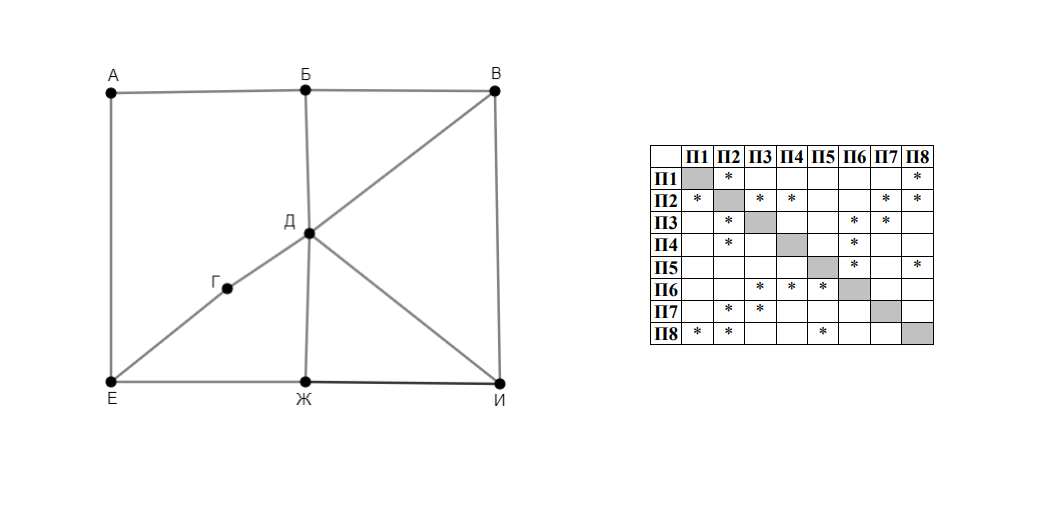 А Б В
Д
Г
Е Ж И
П1 П2 П3 П4 П5 П6 П7 П8
П1 * *
П2 * * * * *
П3 * * *
П4 * *
П5 * *
П6 * * *
П7 * *
П8 * * *